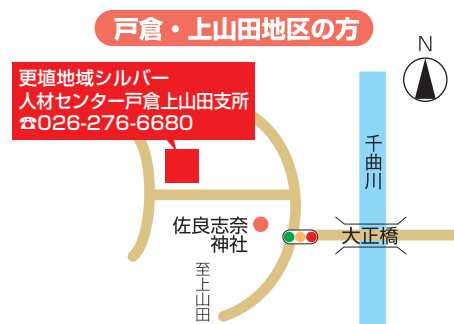 戸倉・上山田地区の方
N
更埴地域シルバー
人材センター戸倉上山田支所
☎026-276-6680
千曲川
佐良志奈
神社
大正橋
至上山田